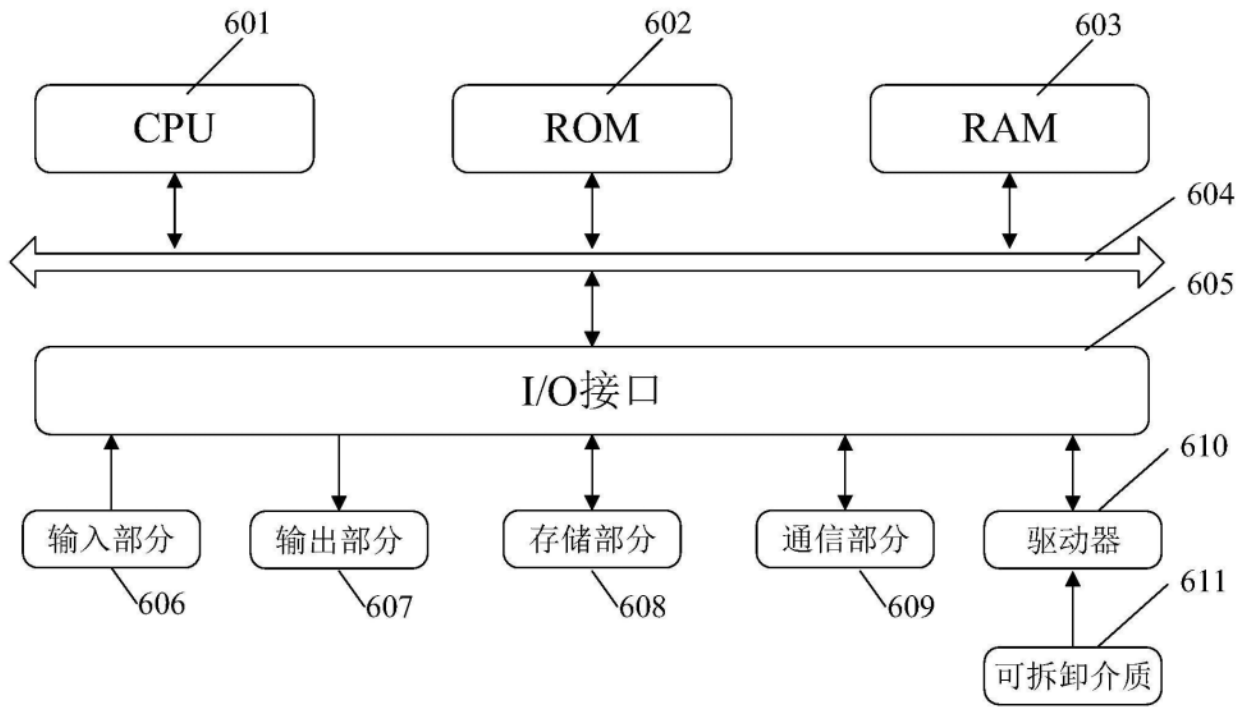 601
602
603
CPU
ROM
RAM
604
605
I/O接口
610
输入部分
输出部分
存储部分
通信部分
驱动器
606
607
608
609
611
可拆卸介质